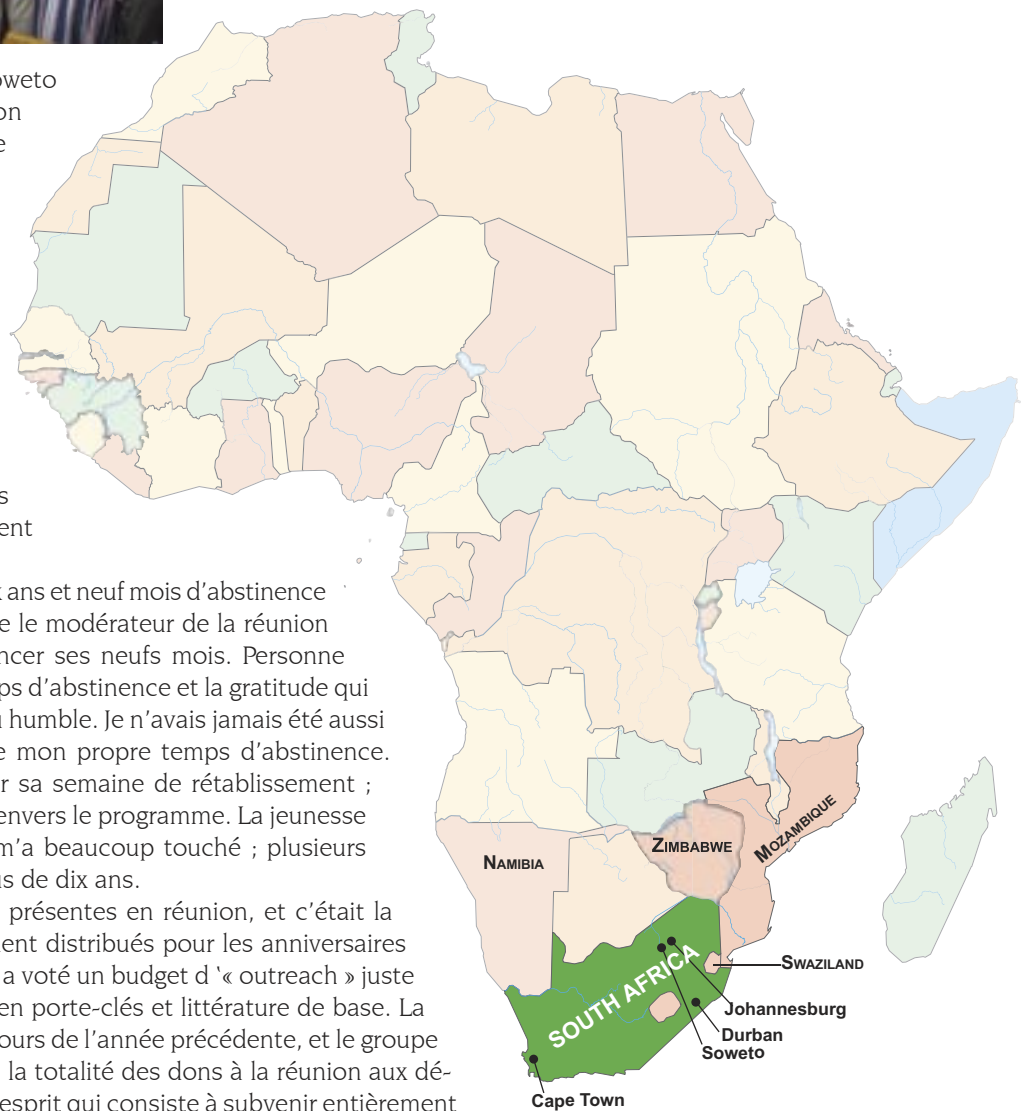 oweto
on
e
s
ent
x ans et neuf mois d’abstinence
e le modérateur de la réunion
ncer ses neufs mois. Personne
ps d’abstinence et la gratitude qui
u humble. Je n’avais jamais été aussi
e mon propre temps d’abstinence.
r sa semaine de rétablissement ;
envers le programme. La jeunesse
m’a beaucoup touché ; plusieurs
us de dix ans.
présentes en réunion, et c’était la
ent distribués pour les anniversaires
a voté un budget d ‘« outreach » juste
en porte-clés et littérature de base. La
ours de l’année précédente, et le groupe
la totalité des dons à la réunion aux dé-
esprit qui consiste à subvenir entièrement
NAMIBIA
ZIMBABWE
MOZAMBIQUE
SWAZILAND
SOUTH AFRICA
Johannesburg
Durban
Soweto
Cape Town